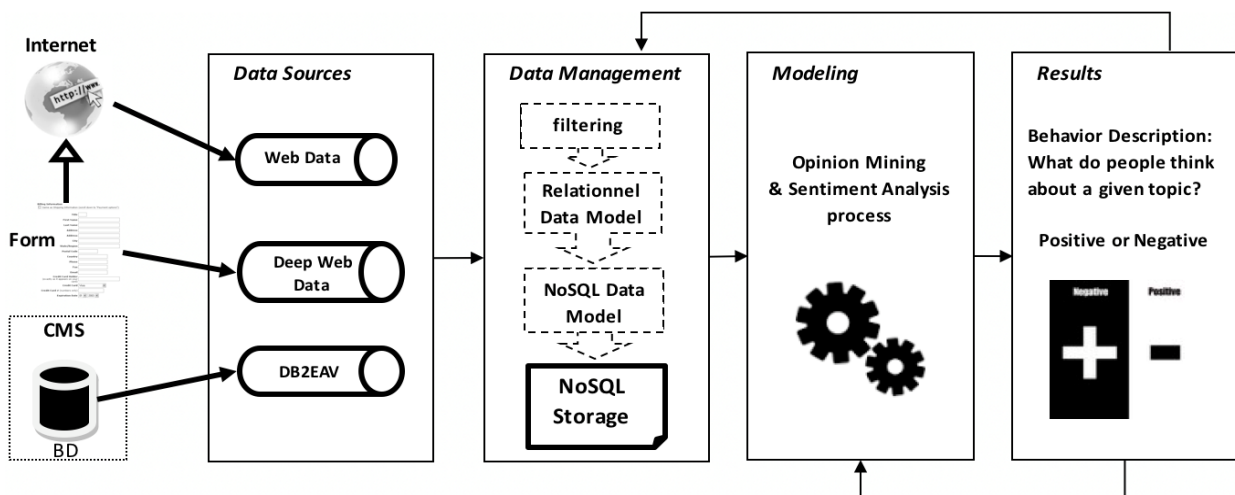 Internet
http://www
Form
CMS
BD
Data Sources
Web Data
Deep Web
Data
DB2EAV
Data Management
filtering
Relationnel
Data Model
NoSQL Data
Model
NoSQL
Storage
Modeling
Opinion Mining
& Sentiment Analysis
process
Results
Behavior Description:
What do people think
about a given topic?
Positive or Negative
Negative
Positive